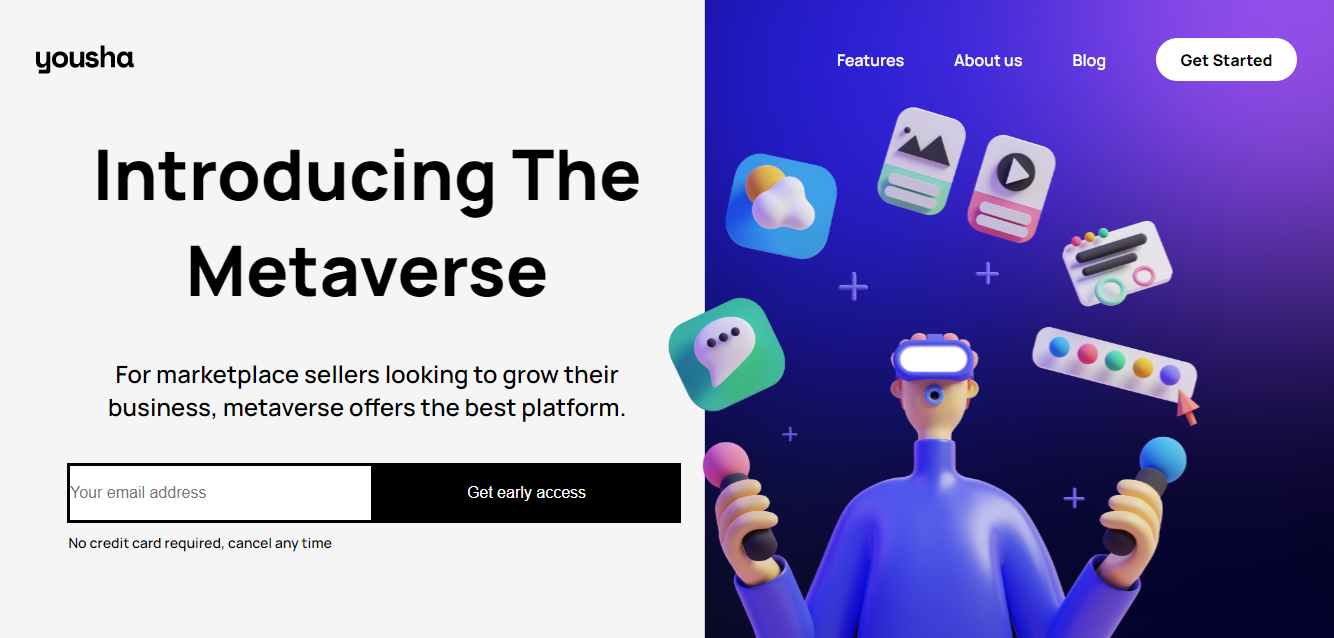 yousha
Features
About us
Blog
Get Started
Introducing The
Metaverse
For marketplace sellers looking to grow their
business, metaverse offers the best platform.
Your email address
Get early access
No credit card required, cancel any time